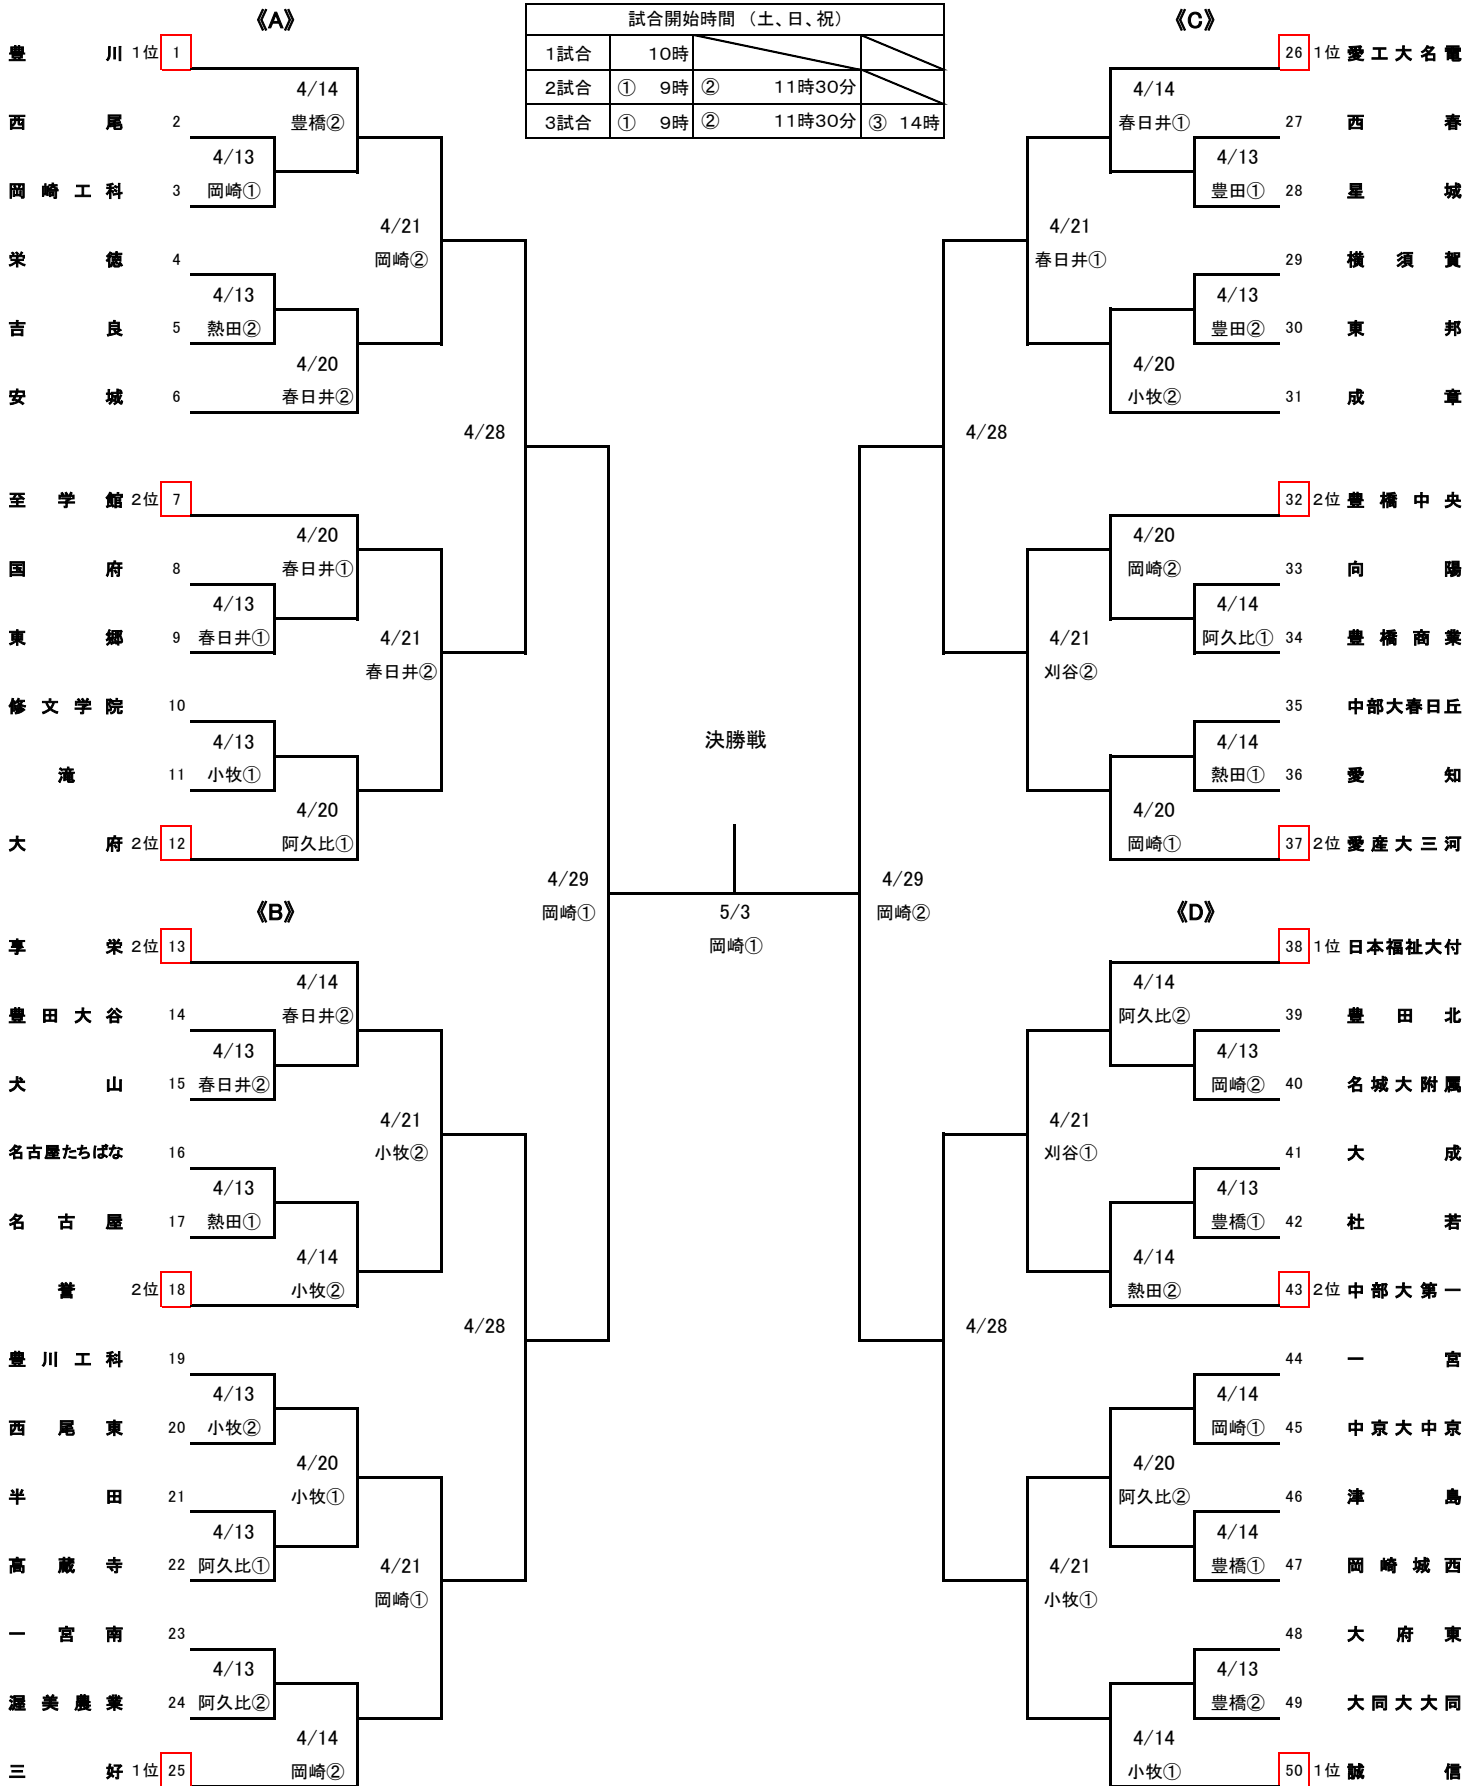 試合開始時間 （土、日、祝）
1試合 10時
2試合 ① 9時 ② 11時30分
3試合 ① 9時 ② 11時30分 ③ 14時
《A》
豊川 1位 1
4/14
豊橋②
西尾 2
4/13
岡崎工科 3 岡崎①
4/21
岡崎②
栄徳 4
4/13
吉良 5 熱田②
4/20
安城 6 春日井②
4/28
至学館 2位 7
4/20
国府 8 春日井①
4/13
東郷 9 春日井①
4/21
春日井②
修文学院 10
4/13
滝 11 小牧①
4/20
大府 2位 12 阿久比①
4/29
岡崎①
《B》
享栄 2位 13
4/14
豊田大谷 14 春日井②
4/13
犬山 15 春日井②
4/21
名古屋たちばな 16 小牧②
4/13
名古屋 17 熱田①
4/14
誉 2位 18 小牧②
4/28
豊川工科 19
4/13
西尾東 20 小牧②
4/20
半田 21 小牧①
4/13
高蔵寺 22 阿久比①
4/21
岡崎①
一宮南 23
4/13
渥美農業 24 阿久比②
4/14
三好 1位 25 岡崎②
決勝戦
5/3
岡崎①
《C》
26 1位 愛工大名電
4/14
春日井① 27 西春
4/13
豊田① 28 星城
4/21
春日井① 29 横須賀
4/13
豊田② 30 東邦
4/20
小牧② 31 成章
4/28
32 2位 豊橋中央
4/20
岡崎② 33 向陽
4/14
阿久比① 34 豊橋商業
4/21
刈谷②
35 中部大春日丘
4/14
熱田① 36 愛知
4/20
岡崎① 37 2位 愛産大三河
4/29
岡崎②
《D》
38 1位 日本福祉大付
4/14
阿久比② 39 豊田北
4/13
岡崎② 40 名城大附属
4/21
刈谷① 41 大成
4/13
豊橋① 42 杜若
4/14
熱田② 43 2位 中部大第一
4/28
44 一宮
4/14
岡崎① 45 中京大中京
4/20
阿久比② 46 津島
4/14
豊橋① 47 岡崎城西
4/21
小牧①
48 大府東
4/13
豊橋② 49 大同大大同
4/14
小牧① 50 1位 誠信